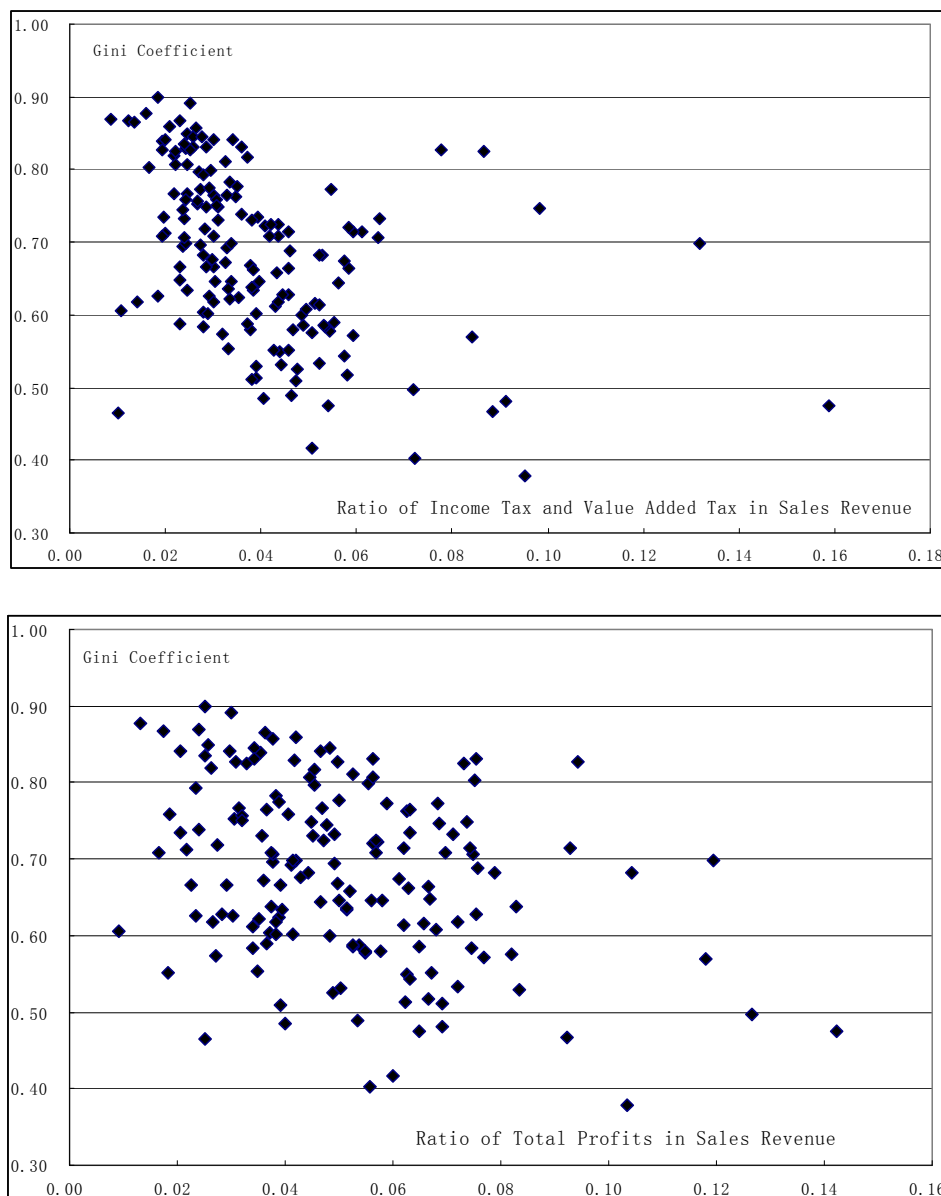 1.00
Gini Coefficient
0.90
0.80
0.70
0.60
0.50
0.40
Ratio of Income Tax and Value Added Tax in Sales Revenue
0.30
0.00 0.02 0.04 0.06 0.08 0.10 0.12 0.14 0.16 0.18
1.00
Gini Coefficient
0.90
0.80
0.70
0.60
0.50
0.40
Ratio of Total Profits in Sales Revenue
0.30
0.00 0.02 0.04 0.06 0.08 0.10 0.12 0.14 0.16